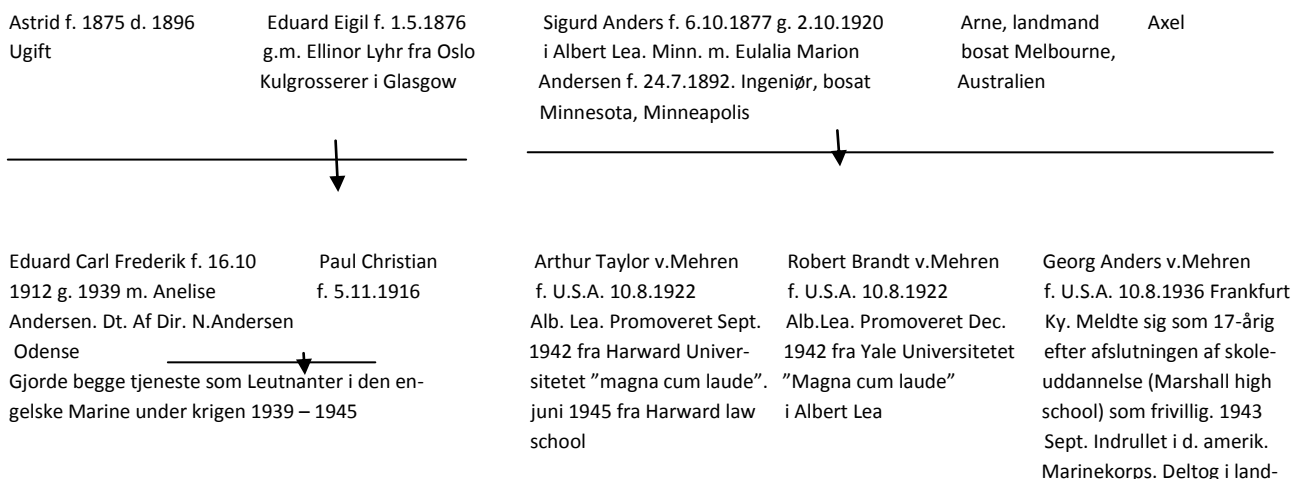 Astrid f. 1875 d. 1896
Ugift
Eduard Eigil f. 1.5.1876
g.m. Ellinor Lyhr fra Oslo
Kulgrosserer i Glasgow
Sigurd Anders f. 6.10.1877 g. 2.10.1920
i Albert Lea. Minn. m. Eulalia Marion
Andersen f. 24.7.1892. Ingeniør, bosat
Minnesota, Minneapolis
Arne, landmand
bosat Melbourne,
Australien
Axel
Eduard Carl Frederik f. 16.10
1912 g. 1939 m. Anelise
Andersen. Dt. Af Dir. N.Andersen
Odense
Paul Christian
f. 5.11.1916
Gjorde begge tjeneste som Leutnanter i den en-
gelske Marine under krigen 1939 – 1945
Arthur Taylor v.Mehren
f. U.S.A. 10.8.1922
Alb. Lea. Promoveret Sept.
1942 fra Harward Univer-
sitetet ”magna cum laude”.
juni 1945 fra Harward law
school
Robert Brandt v.Mehren
f. U.S.A. 10.8.1922
Alb.Lea. Promoveret Dec.
1942 fra Yale Universitetet
”Magna cum laude”
i Albert Lea
Georg Anders v.Mehren
f. U.S.A. 10.8.1936 Frankfurt
Ky. Meldte sig som 17-årig
efter afslutningen af skole-
uddannelse (Marshall high
school) som frivillig. 1943
Sept. Indrullet i d. amerik.
Marinekorps. Deltog i land-